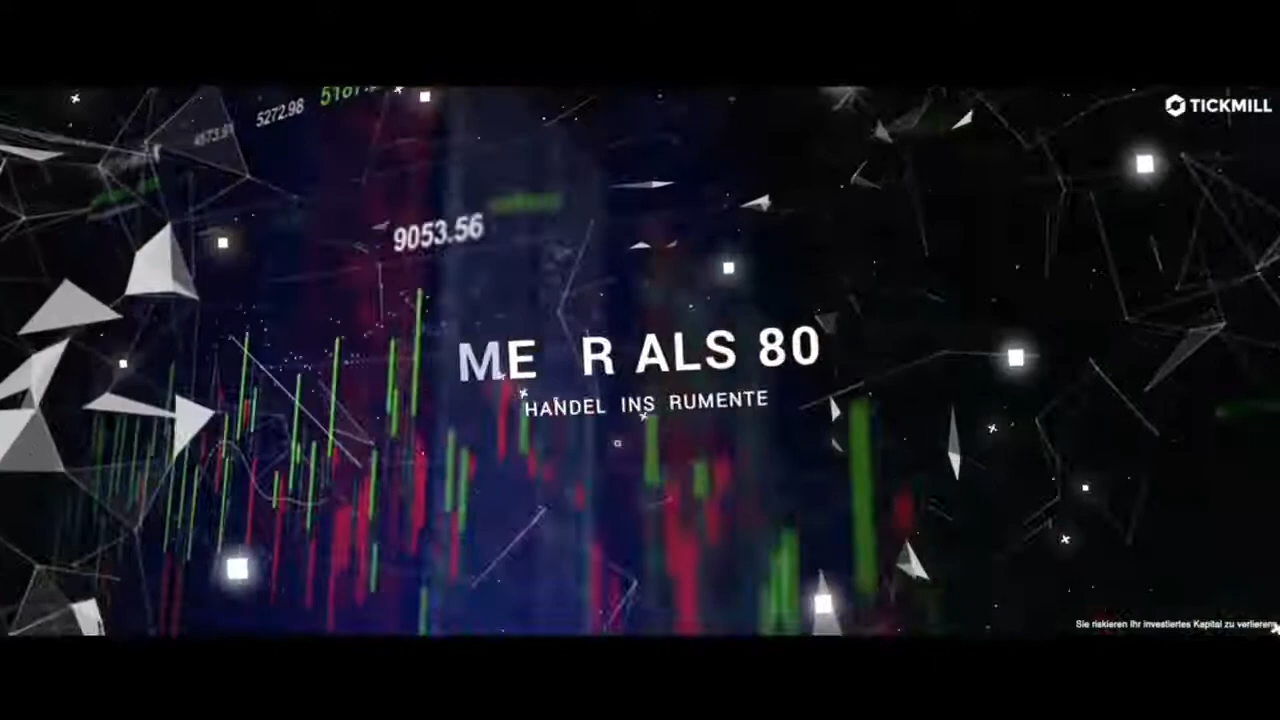 5272.98
TICKMILL
9053.56
ME R ALS 80
HANDEL INS RUMENTE
Sie riskieren Ihr investiertes Kapital zu verlieren